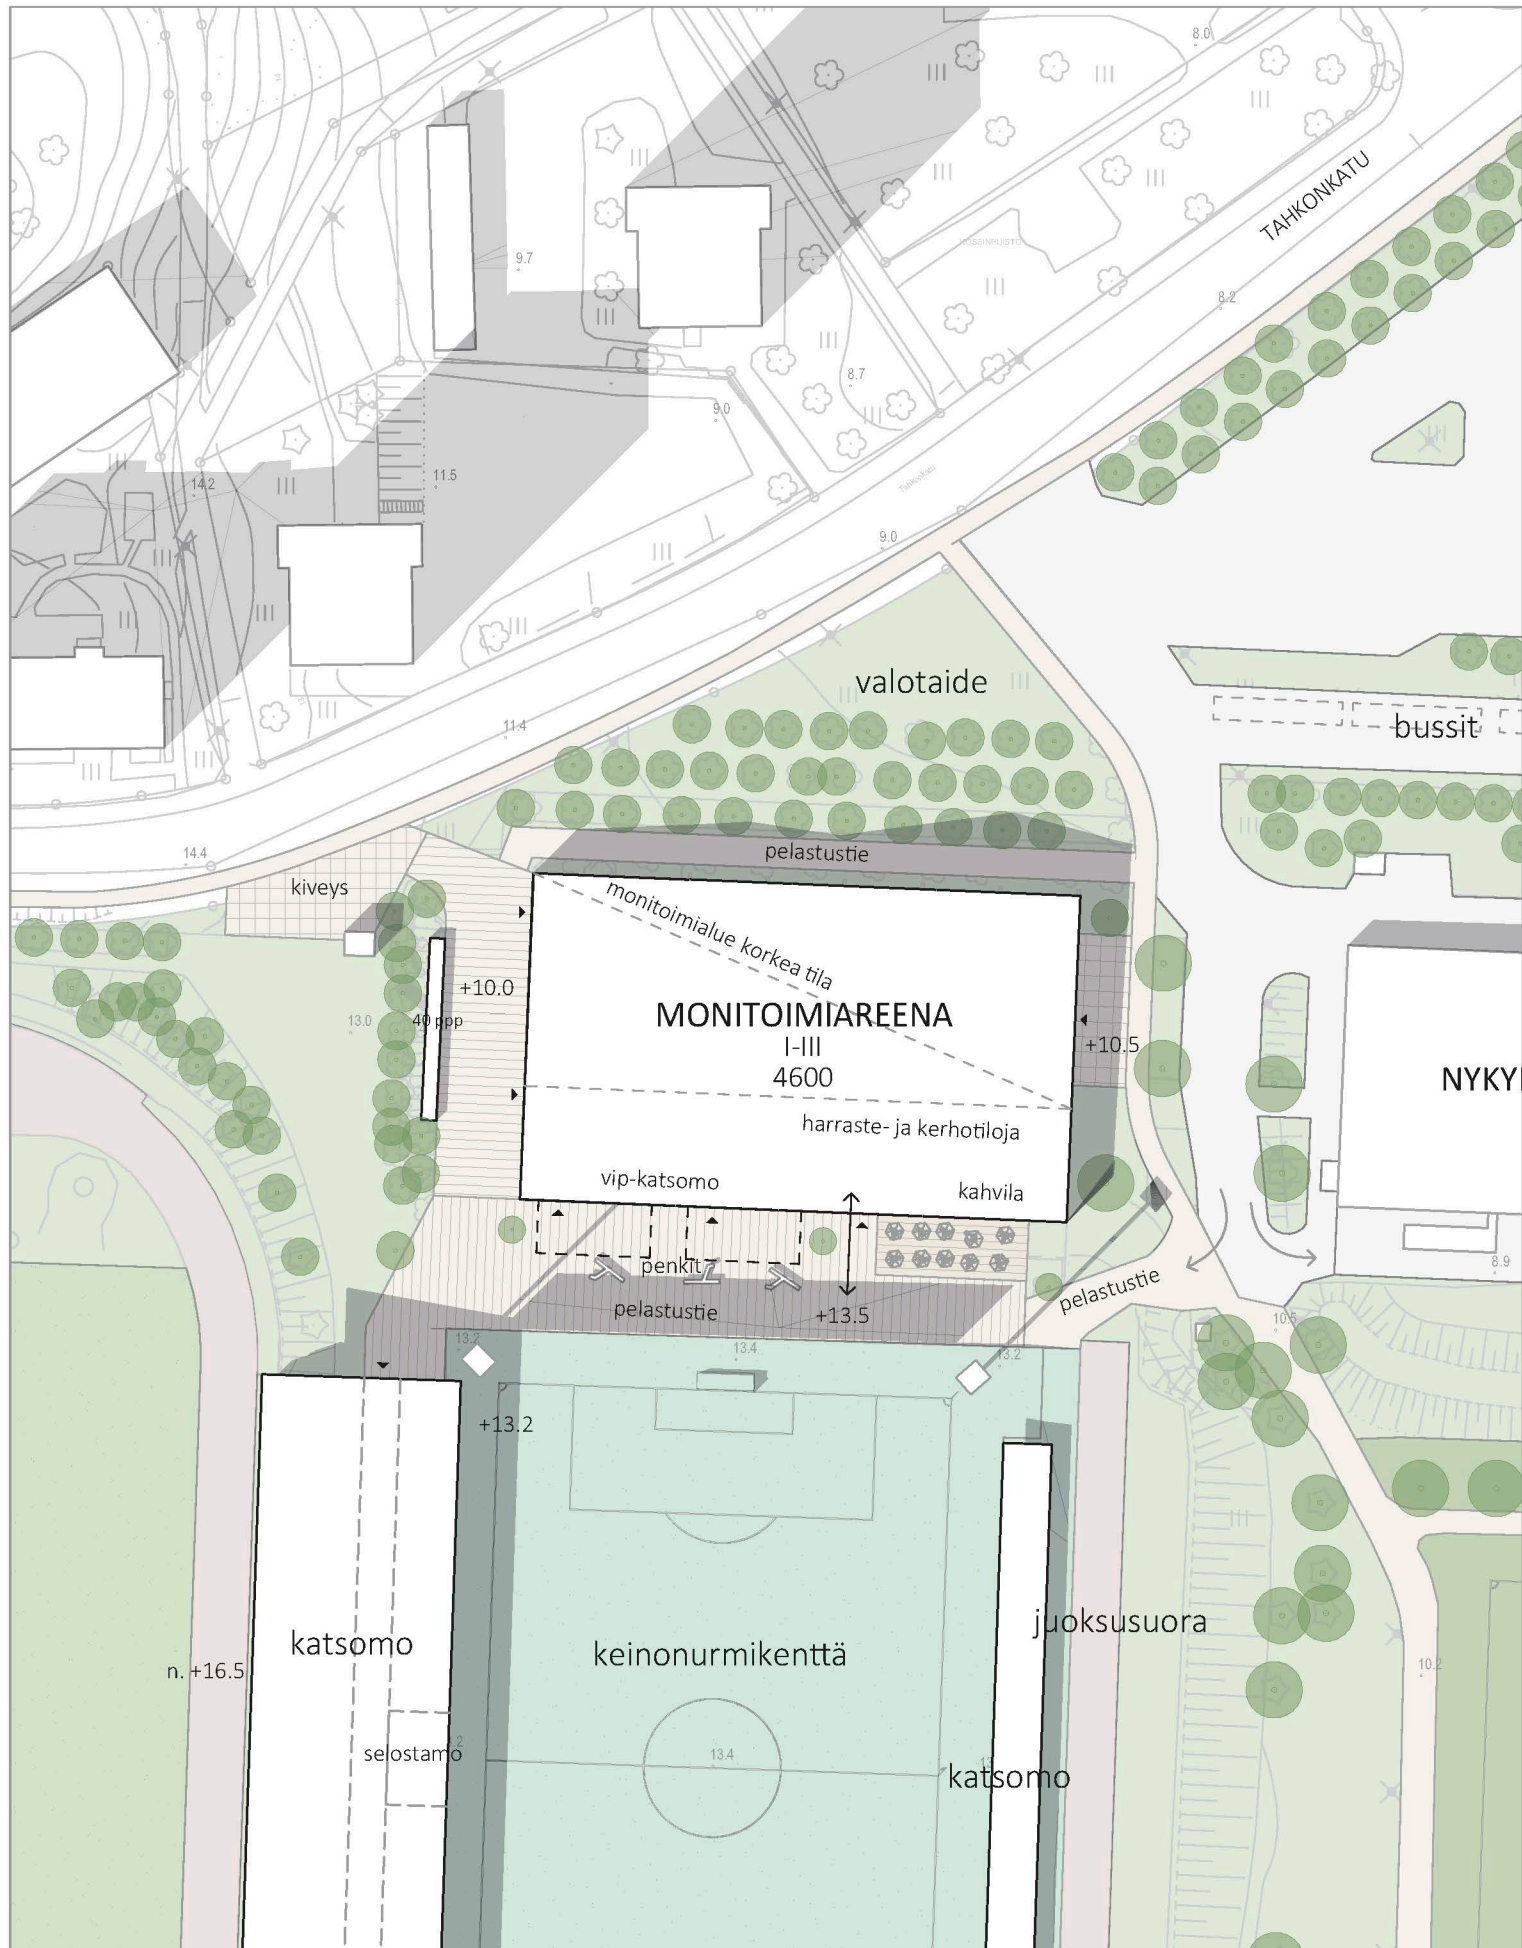 8.0
TAHKONKATU
KOSSINPUISTO
9.7
8.2
8.7
9.0
11.5
14.2
Tahkonkatu
9.0
valotaide
11.4
bussit
14.4
pelastustie
kiveys
monitoimialue korkea tila
+10.0
13.0
40 ppp
MONITOIMIAREENA
I-III
4600
+10.5
NYKY
harraste- ja kerhotiloja
vip-katsomo
kahvila
penkit
pelastustie
pelastustie
+13.5
8.9
10.5
13.2
13.4
13.2
+13.2
juoksusuora
katsomo
keinonurmikenttä
n. +16.5
10.2
selostamo
13.4
katsomo